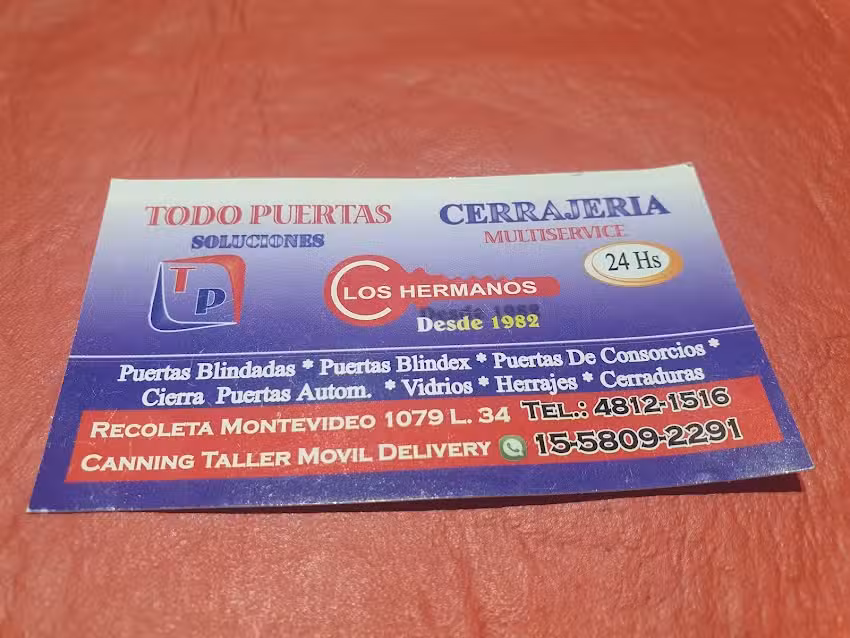 TODO PUERTAS
SOLUCIONES
TP
CERRAJERIA
MULTISERVICE
24 Hs
LOS HERMANOS
Desde 1982
Puertas Blindadas * Puertas Blindex * Puertas De Consorcios *
Cierra Puertas Autom. * Vidrios * Herrajes * Cerraduras
RECOLETA MONTEVIDEO 1079 L. 34 TEL.: 4812-1516
CANNING TALLER MOVIL DELIVERY 15-5809-2291